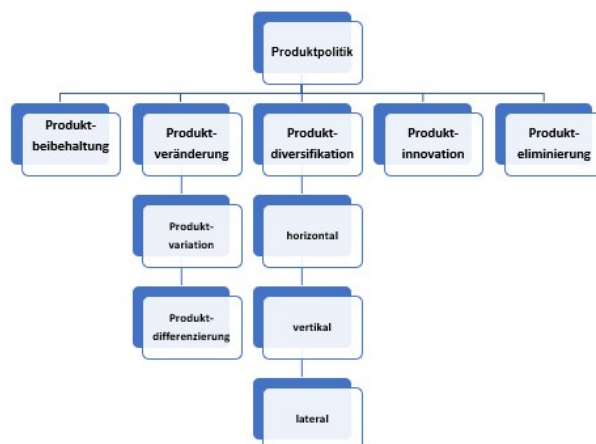 Produktpolitik
Produkt-
beibehaltung
Produkt-
veränderung
Produkt-
diversifikation
Produkt-
innovation
Produkt-
eliminierung
Produkt-
variation
horizontal
Produkt-
differenzierung
vertikal
lateral